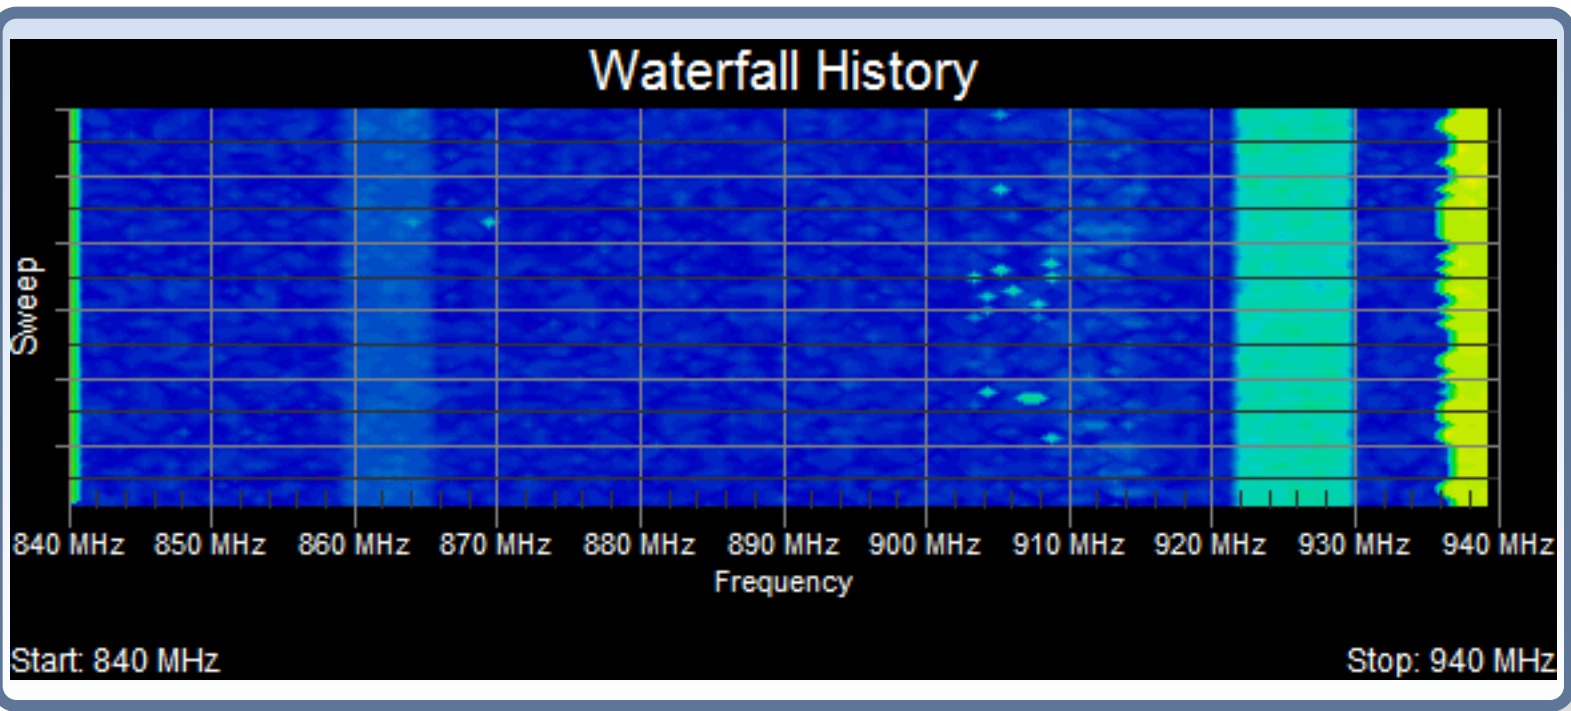 Waterfall History
Sweep
840 MHz 850 MHz 860 MHz 870 MHz 880 MHz 890 MHz 900 MHz 910 MHz 920 MHz 930 MHz 940 MHz
Frequency
Start: 840 MHz
Stop: 940 MHz